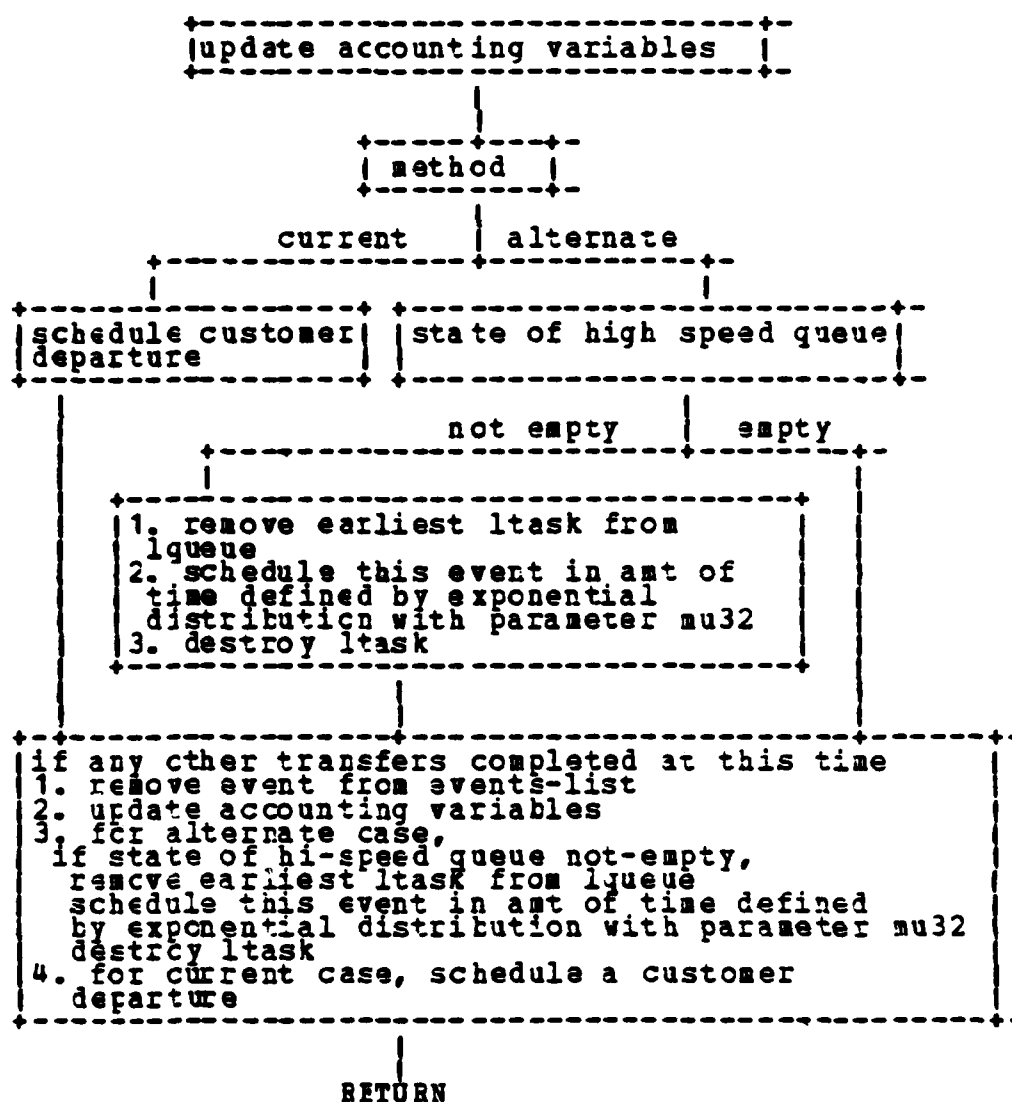 update accounting variables
method
current alternate
schedule customer
departure
state of high speed queue
not empty empty
1. remove earliest ltask from
lqueue
2. schedule this event in amt of
time defined by exponential
distribution with parameter mu32
3. destroy ltask
if any other transfers completed at this time
1. remove event from events-list
2. update accounting variables
3. for alternate case,
if state of hi-speed queue not-empty,
remove earliest ltask from lqueue
schedule this event in amt of time defined
by exponential distribution with parameter mu32
destroy ltask
4. for current case, schedule a customer
departure
RETURN